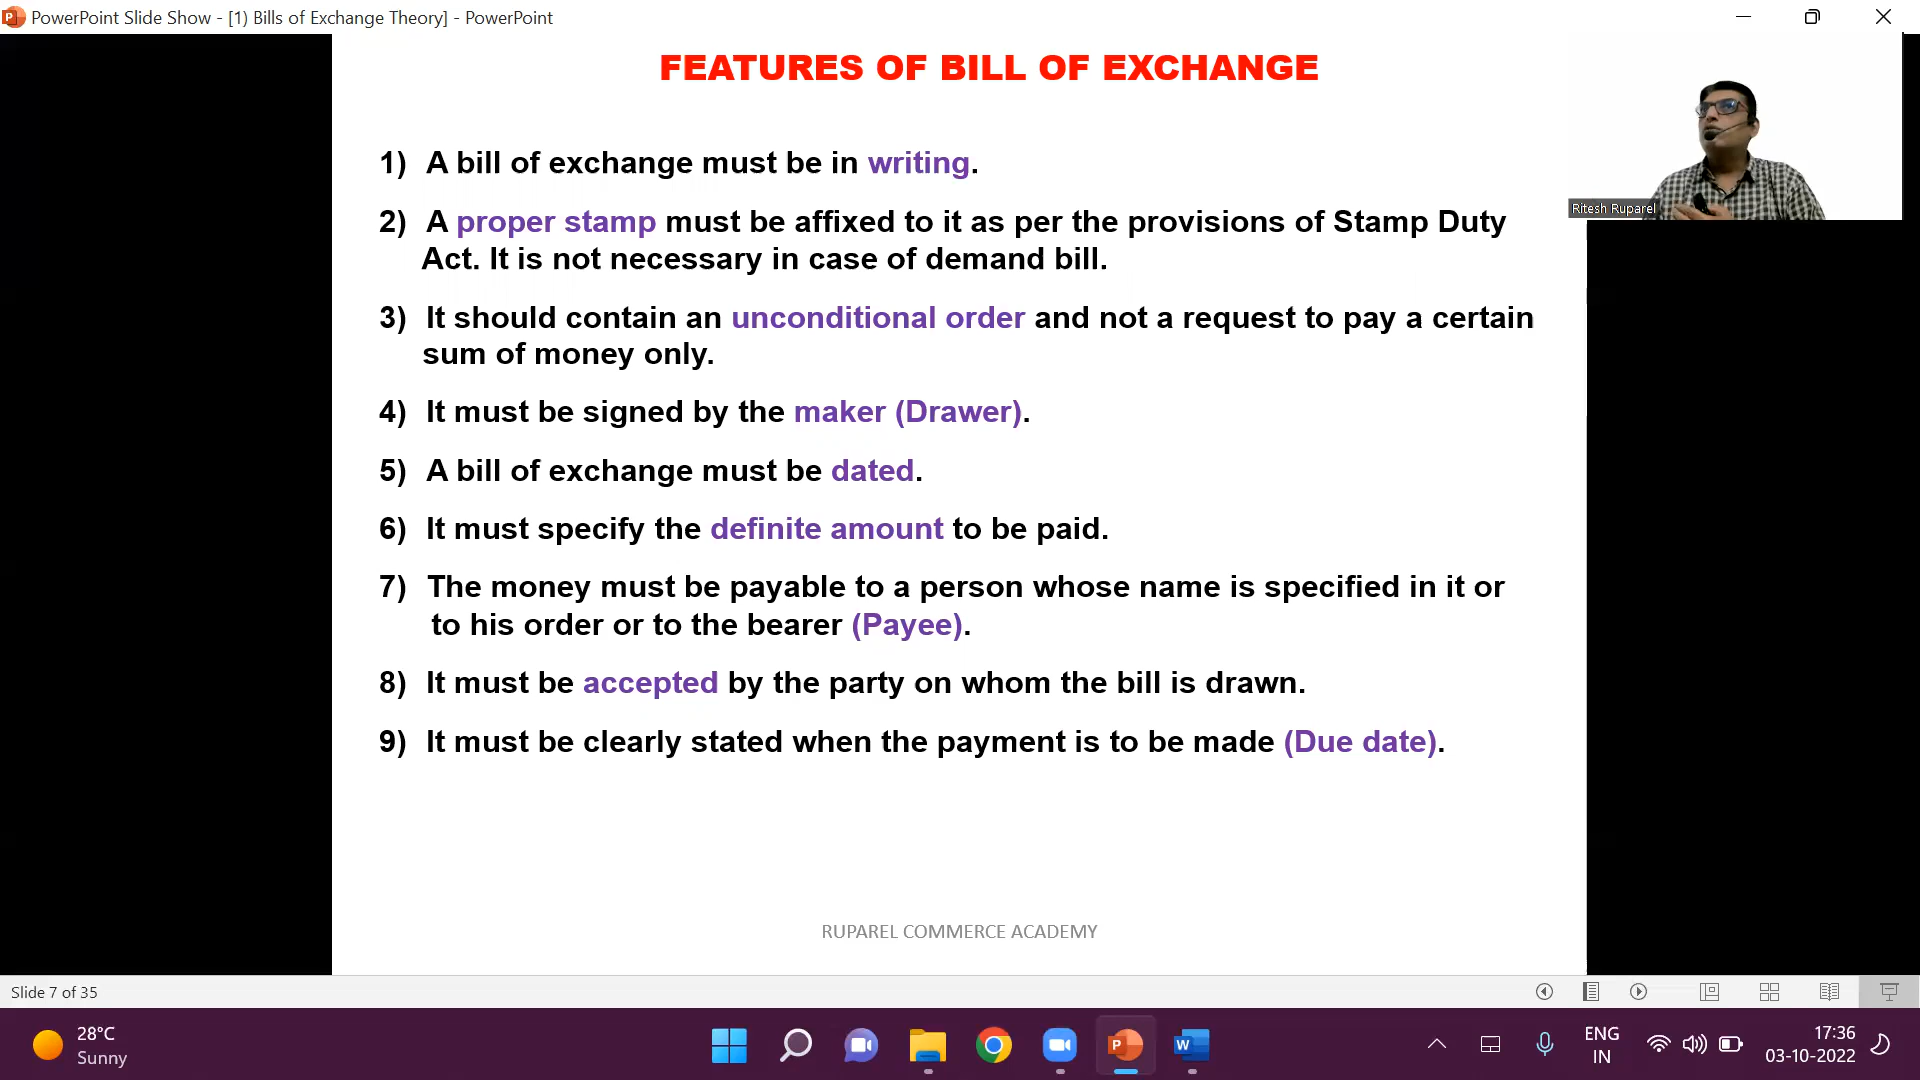 PowerPoint Slide Show - [1) Bills of Exchange Theory] - PowerPoint
FEATURES OF BILL OF EXCHANGE
Ritesh Ruparel
1) A bill of exchange must be in writing.
2) A proper stamp must be affixed to it as per the provisions of Stamp Duty
Act. It is not necessary in case of demand bill.
3) It should contain an unconditional order and not a request to pay a certain
sum of money only.
4) It must be signed by the maker (Drawer).
5) A bill of exchange must be dated.
6) It must specify the definite amount to be paid.
7) The money must be payable to a person whose name is specified in it or
to his order or to the bearer (Payee).
8) It must be accepted by the party on whom the bill is drawn.
9) It must be clearly stated when the payment is to be made (Due date).
RUPAREL COMMERCE ACADEMY
Slide 7 of 35
28°C
Sunny
ENG
IN
17:36
03-10-2022